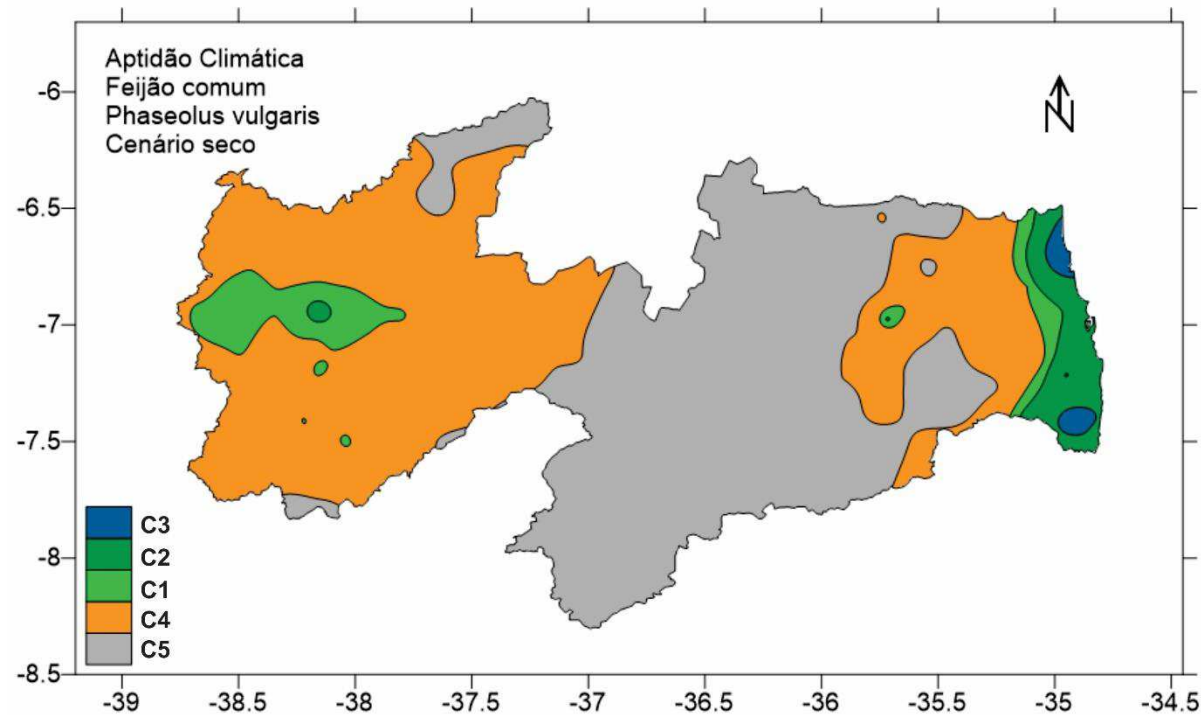 Aptidão Climática
Feijão comum
Phaseolus vulgaris
Cenário seco
N
-6
-6.5
-7
-7.5
-8
-8.5
C3
C2
C1
C4
C5
-39 -38.5 -38 -37.5 -37 -36.5 -36 -35.5 -35 -34.5